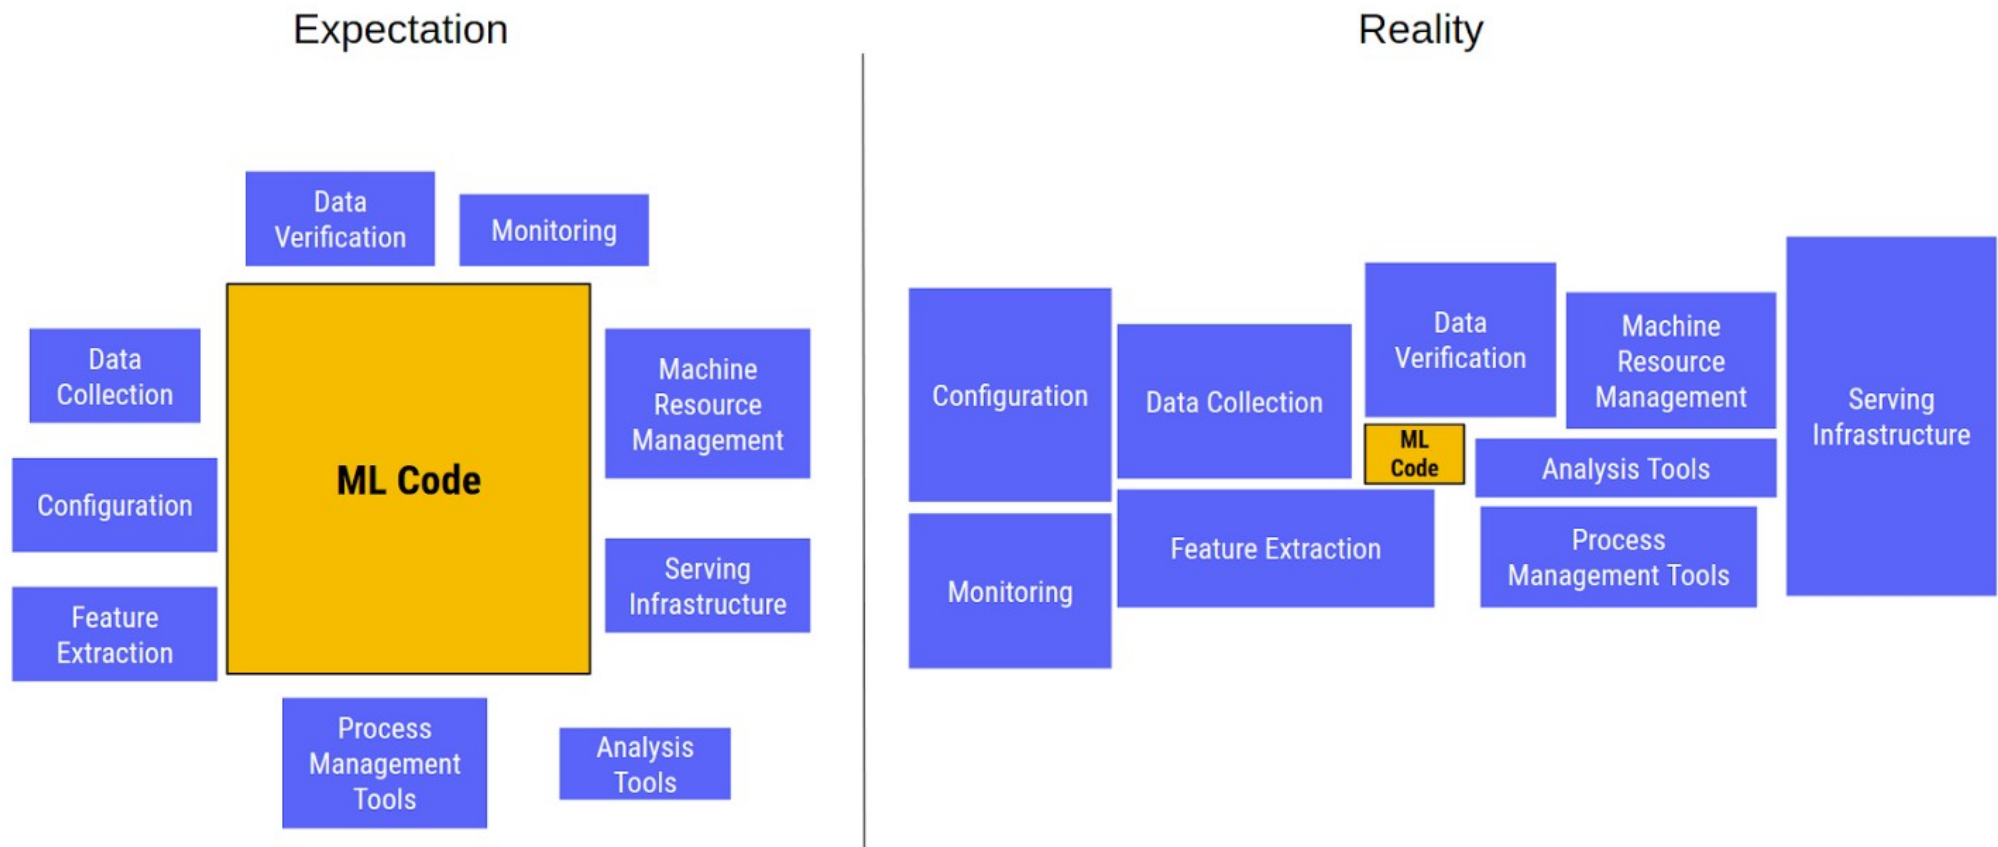 Expectation
Data
Verification
Monitoring
Data
Collection
ML Code
Machine
Resource
Management
Configuration
Serving
Infrastructure
Feature
Extraction
Process
Management
Tools
Analysis
Tools
Reality
Configuration
Data Collection
Data
Verification
Machine
Resource
Management
Serving
Infrastructure
ML
Code
Analysis Tools
Feature Extraction
Process
Management Tools
Monitoring